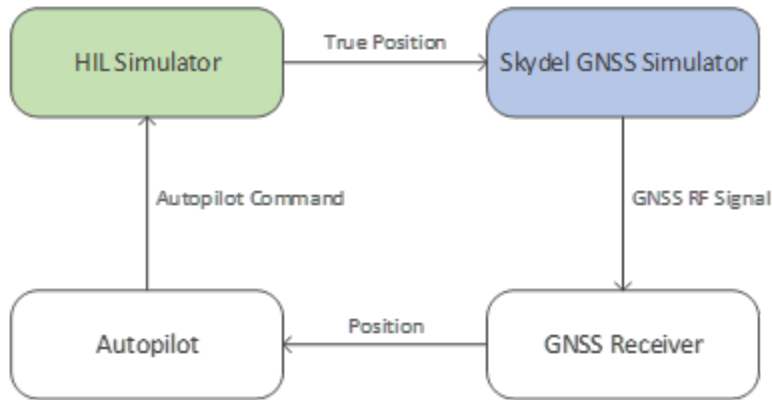 HIL Simulator
True Position
Skydel GNSS Simulator
Autopilot Command
GNSS RF Signal
Autopilot
Position
GNSS Receiver